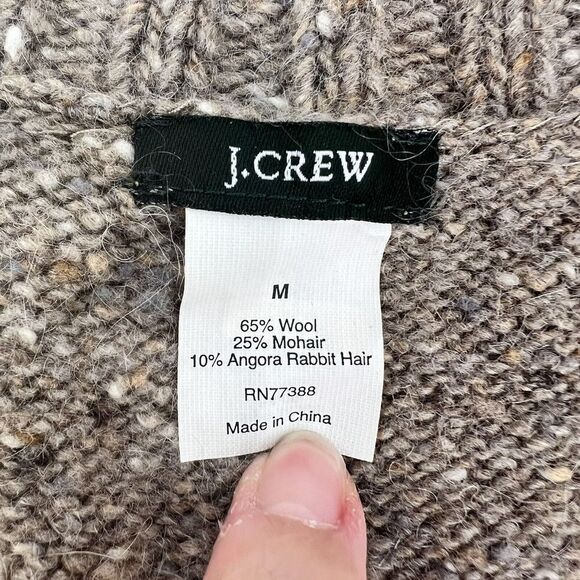 J.CREW
M
65% Wool
25% Mohair
10% Angora Rabbit Hair
RN77388
Made in China